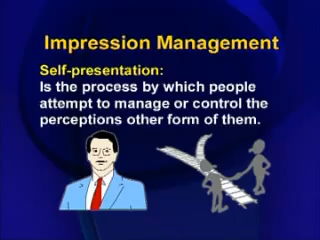 Impression Management
Self-presentation:
Is the process by which people
attempt to manage or control the
perceptions other form of them.